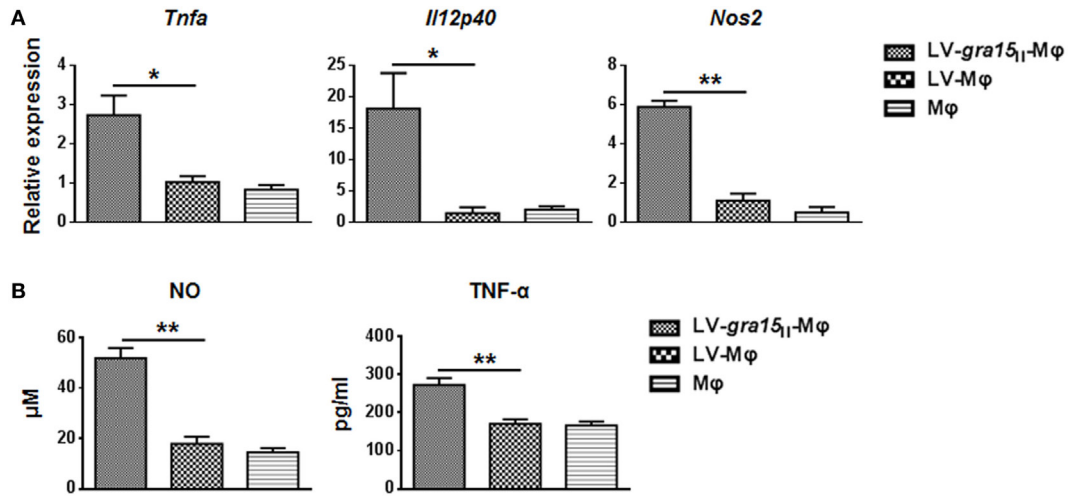 A
Tnfa
Il12p40
Nos2
Relative expression
4
3
2
1
0
*
25
20
15
10
5
0
*
8
6
4
2
0
**
LV-gra15II-Mφ
LV-Mφ
Mφ
B
NO
TNF-α
µM
60
40
20
0
**
pg/ml
400
300
200
100
0
**
LV-gra15II-Mφ
LV-Mφ
Mφ